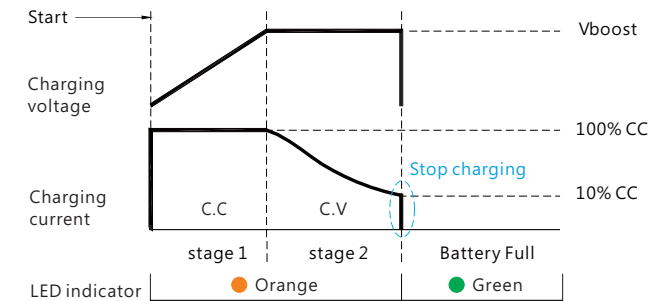 Start
Vboost
Charging
voltage
100% CC
Stop charging
10% CC
Charging
current
C.C
C.V
stage 1
stage 2
Battery Full
LED indicator
Orange
Green